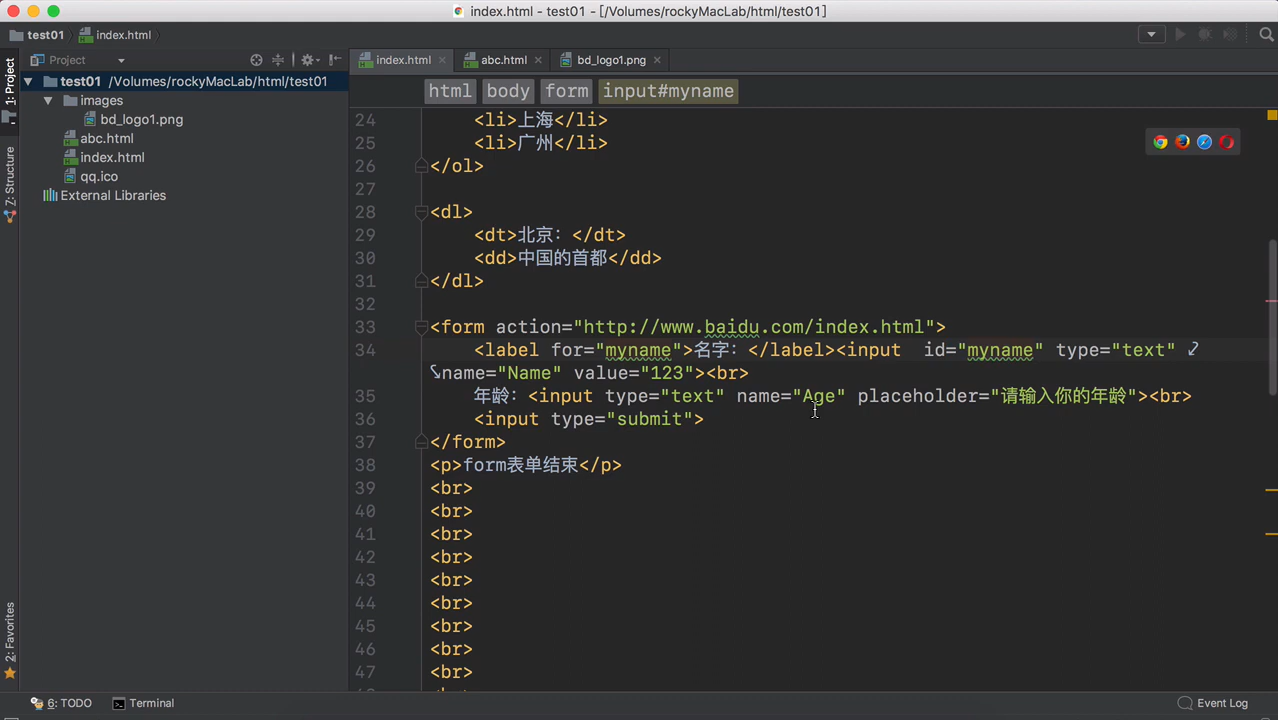 index.html - test01 - [/Volumes/rockyMacLab/html/test01]
test01
index.html
Project
index.html
abc.html
bd_logo1.png
1: Project
Z: Structure
2: Favorites
test01 /Volumes/rockyMacLab/html/test01
images
bd_logo1.png
abc.html
index.html
qq.ico
External Libraries
html body form input#myname
24 <li>上海</li>
25 <li>广州</li>
26 </ol>
27
28 <dl>
29 <dt>北京：</dt>
30 <dd>中国的首都</dd>
31 </dl>
32
33 <form action="http://www.baidu.com/index.html">
34 <label for="myname">名字：</label><input  id="myname" type="text"
name="Name" value="123"><br>
35 年龄：<input type="text" name="Age" placeholder="请输入你的年龄"><br>
36 <input type="submit">
37 </form>
38 <p>form表单结束</p>
39 <br>
40 <br>
41 <br>
42 <br>
43 <br>
44 <br>
45 <br>
46 <br>
47 <br>
6: TODO
Terminal
Event Log